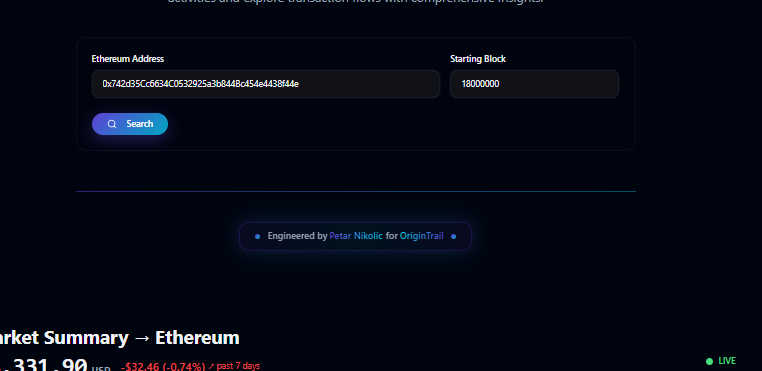 activities and explore transaction flows with comprehensive insights.
Ethereum Address
Starting Block
0x742d35Cc6634C0532925a3b844Bc454e4438f44e
18000000
Search
Engineered by Petar Nikolic for OriginTrail
arket Summary → Ethereum
,331.90 USD -$32.46 (-0.74%) ↗ past 7 days
LIVE